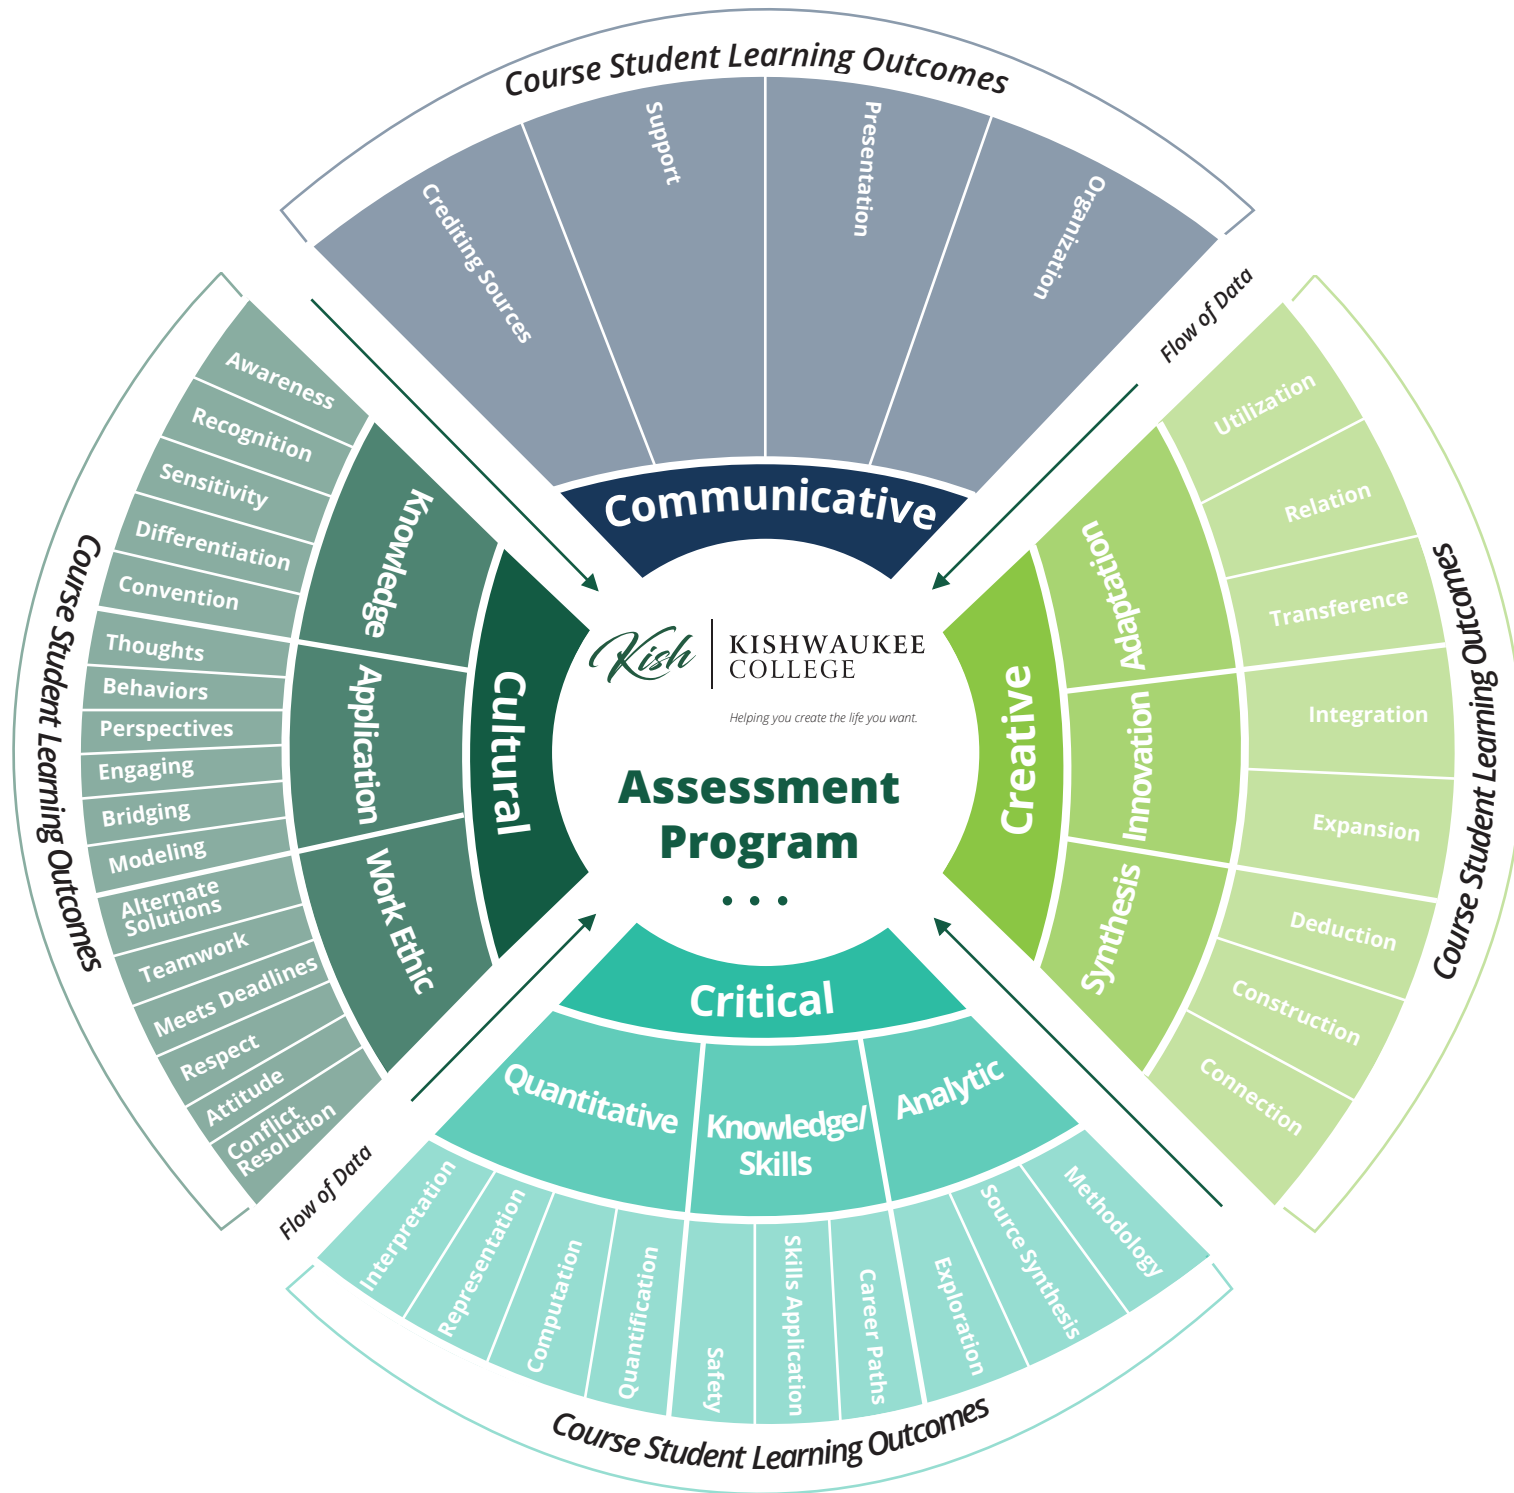 Course Student Learning Outcomes
Crediting Sources
Support
Presentation
Organization
Communicative
Flow of Data
Utilization
Relation
Transference
Integration
Expansion
Deduction
Construction
Connection
Adaptation
Innovation
Synthesis
Creative
Course Student Learning Outcomes
Kish
KISHWAUKEE
COLLEGE
Helping you create the life you want.
Assessment
Program
• • •
Course Student Learning Outcomes
Awareness
Recognition
Sensitivity
Differentiation
Convention
Thoughts
Behaviors
Perspectives
Engaging
Bridging
Modeling
Alternate
Solutions
Teamwork
Meets Deadlines
Respect
Attitude
Conflict
Resolution
Knowledge
Application
Work Ethic
Cultural
Flow of Data
Critical
Quantitative
Knowledge/
Skills
Analytic
Interpretation
Representation
Computation
Quantification
Safety
Skills Application
Career Paths
Exploration
Source Synthesis
Methodology
Course Student Learning Outcomes